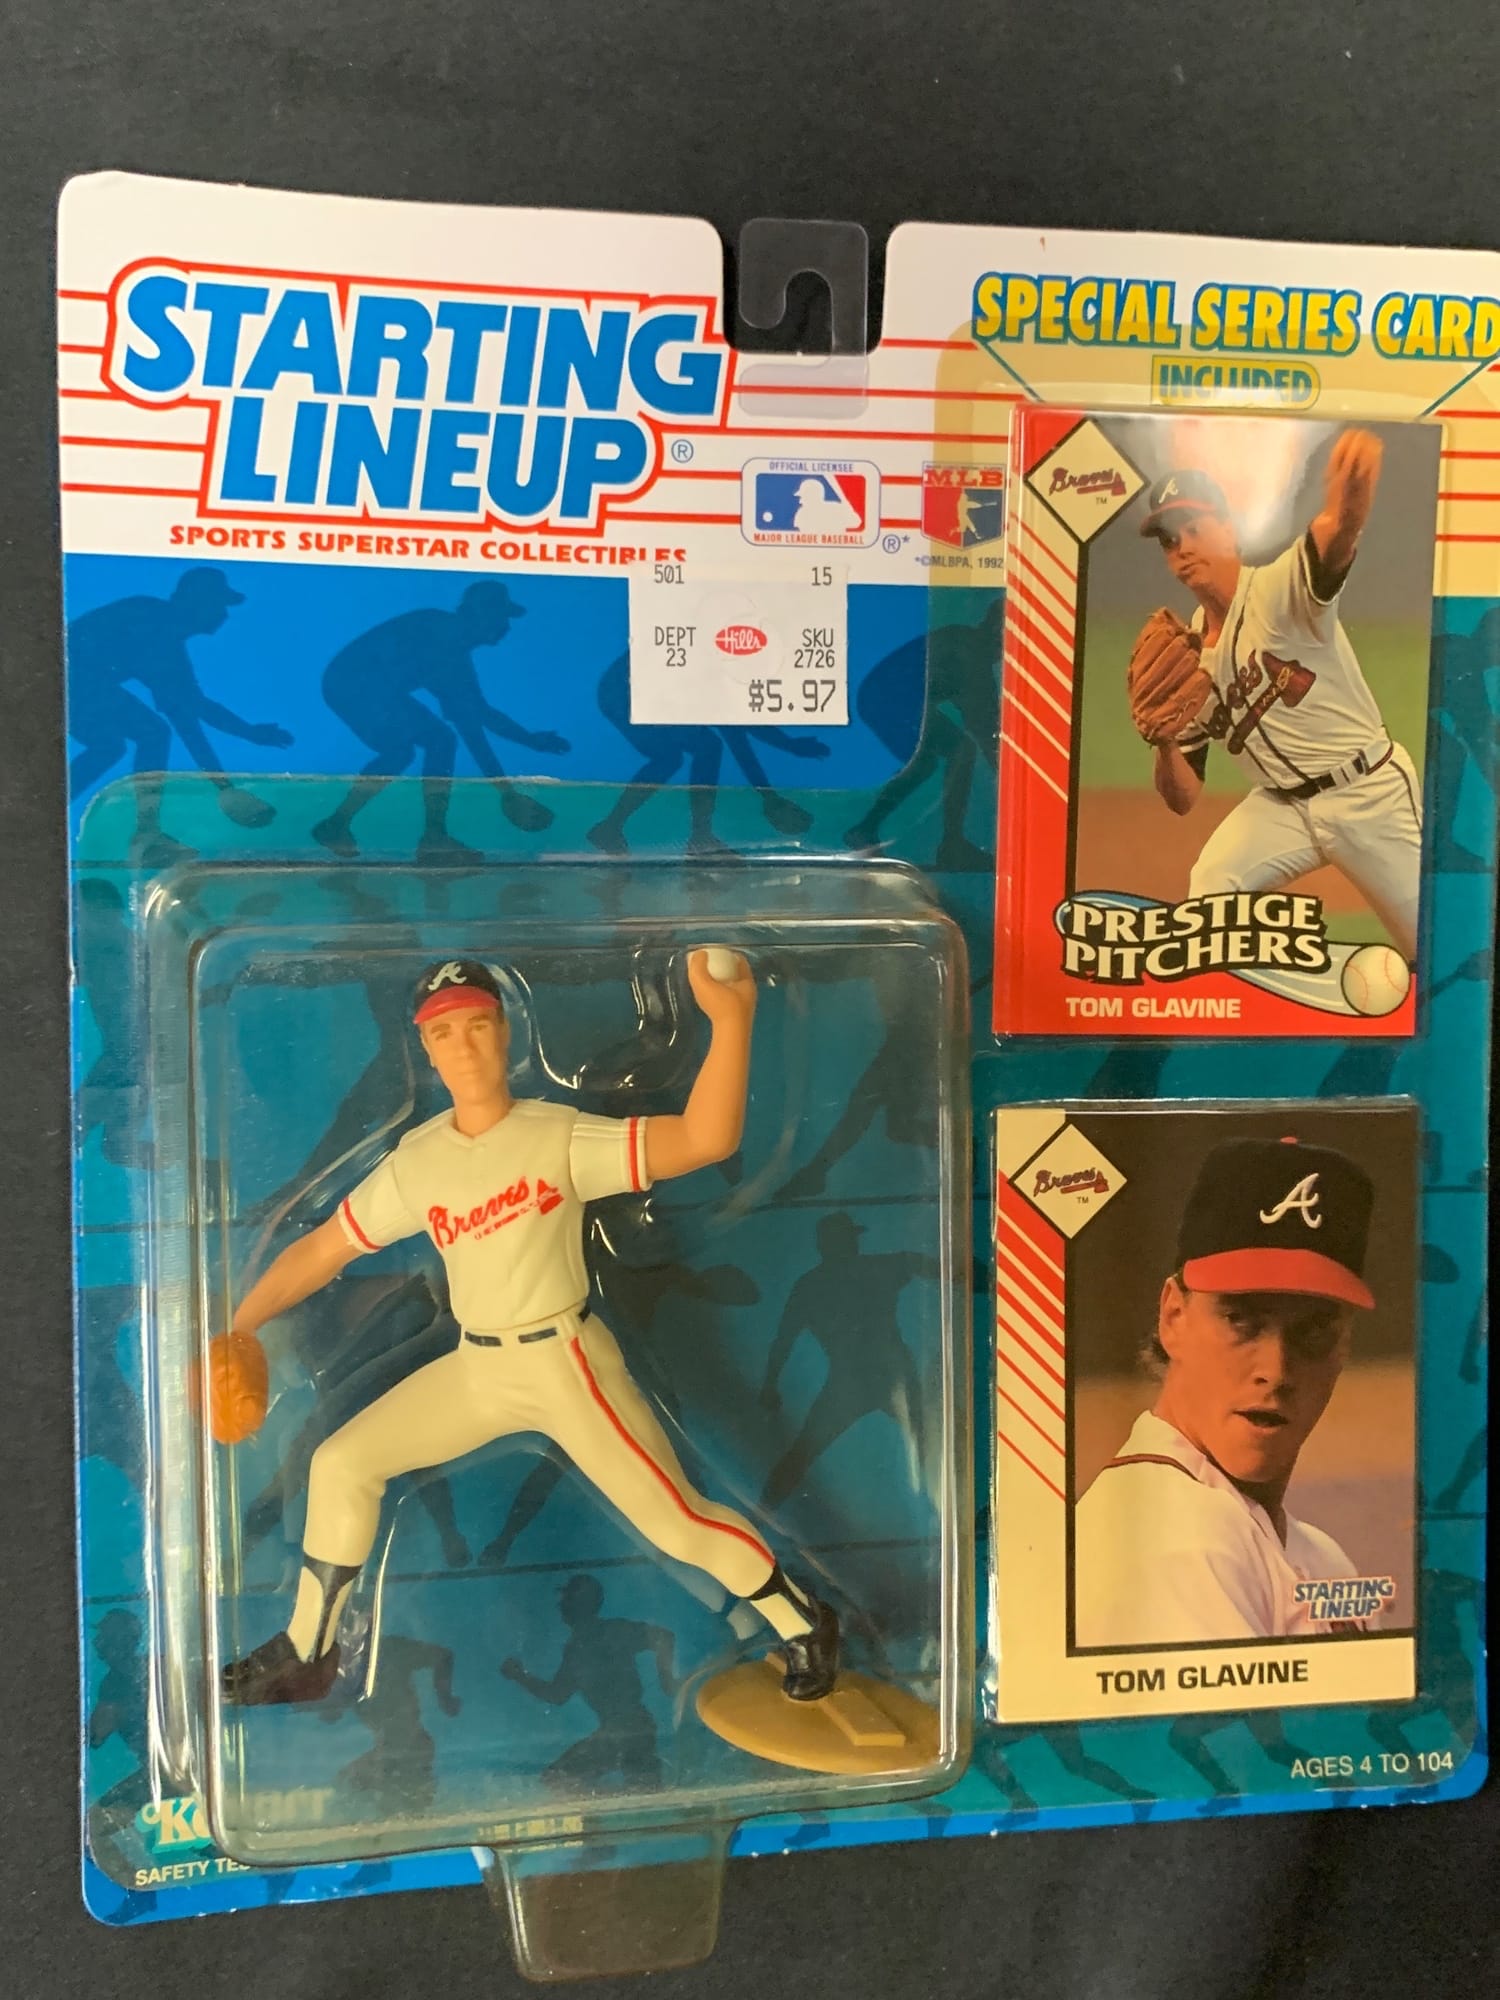 STARTING
LINEUP®
SPORTS SUPERSTAR COLLECTIBLES
SPECIAL SERIES CARD
INCLUDED
OFFICIAL LICENSEE
MAJOR LEAGUE BASEBALL
®*
MLB
*©MLBPA, 1992
501 15
DEPT Hills SKU
23 2726
$5.97
Braves
TM
A
Braves
PRESTIGE
PITCHERS
TOM GLAVINE
A
Braves
Braves
TM
A
STARTING
LINEUP
TOM GLAVINE
AGES 4 TO 104
SAFETY